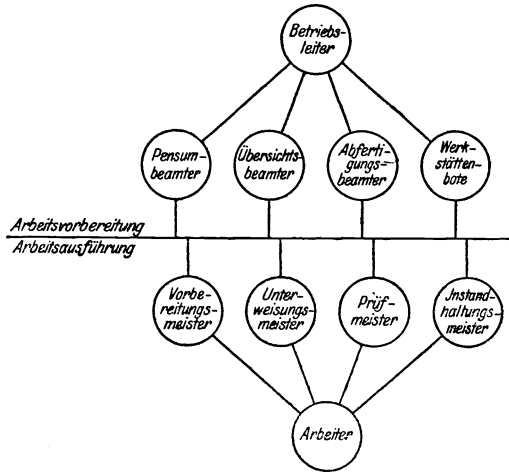 Betriebs-
leiter
Pensum-
beamter
Übersichts-
beamter
Abferti-
gungs-
beamter
Werk-
stätten-
bote
Arbeitsvorbereitung
Arbeitsausführung
Vorbe-
reitungs-
meister
Unter-
weisungs-
meister
Prüf-
meister
Jnstand-
haltungs-
meister
Arbeiter